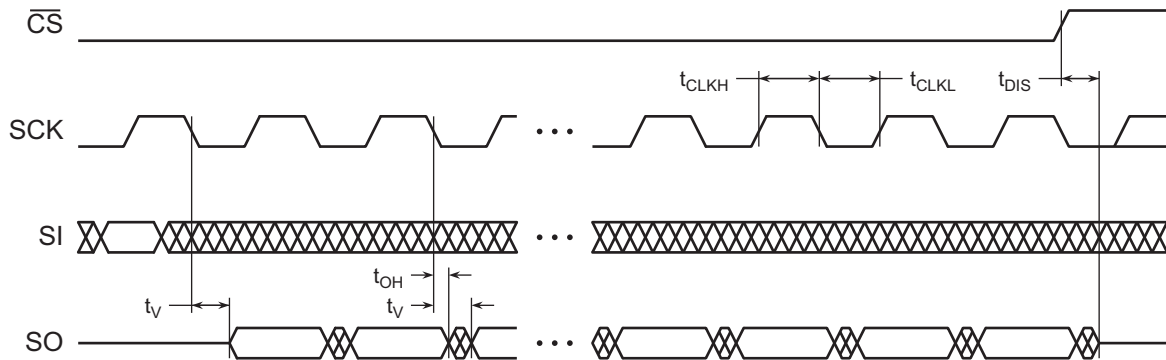 CS
tCLKH
tCLKL
tDIS
SCK
SI
tOH
tV
tV
SO